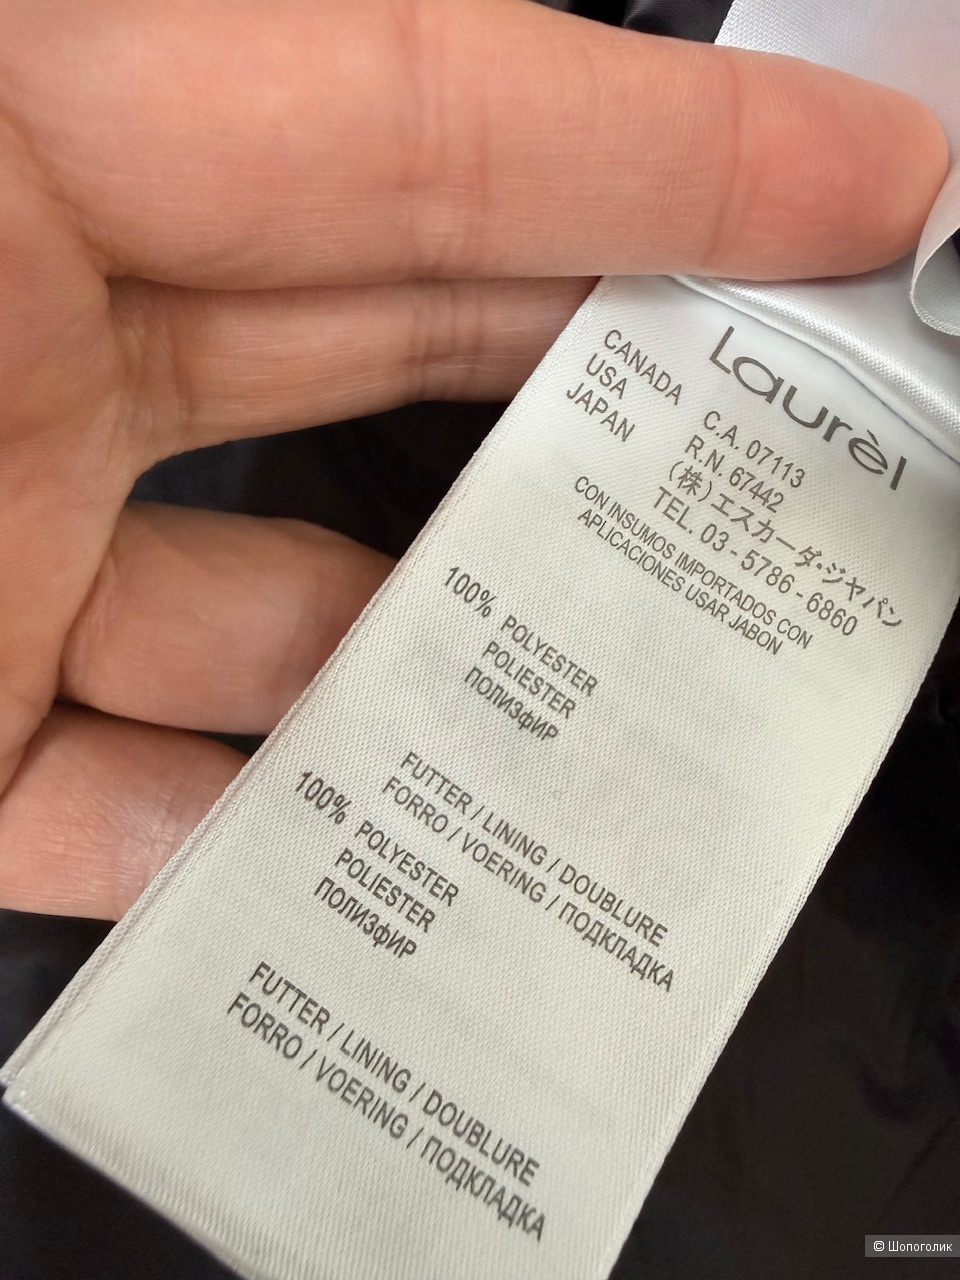 Laurèl
CANADA C.A. 07113
USA R.N. 67442
JAPAN (株)エスカーダ・ジャパン
TEL. 03 - 5786 - 6860
CON INSUMOS IMPORTADOS CON
APLICACIONES USAR JABON
100% POLYESTER
POLIESTER
ПОЛИЗФИР
FUTTER / LINING / DOUBLURE
FORRO / VOERING / ПОДКЛАДКА
100% POLYESTER
POLIESTER
ПОЛИЗФИР
FUTTER / LINING / DOUBLURE
FORRO / VOERING / ПОДКЛАДКА
© Шопоголик